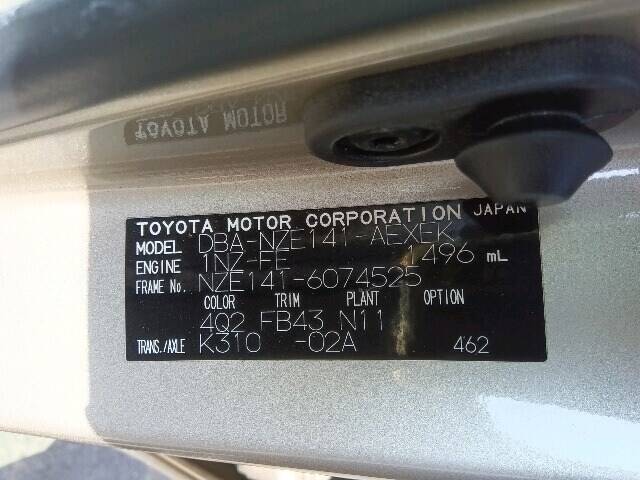 TOYOTA MOTOR
TOYOTA MOTOR CORPORATION JAPAN
MODEL DBA-NZE141-AEXEK
ENGINE 1NZ-FE 1496 mL
FRAME No. NZE141-6074525
COLOR TRIM PLANT OPTION
4Q2 FB43 N11
TRANS./AXLE K310 -02A 462